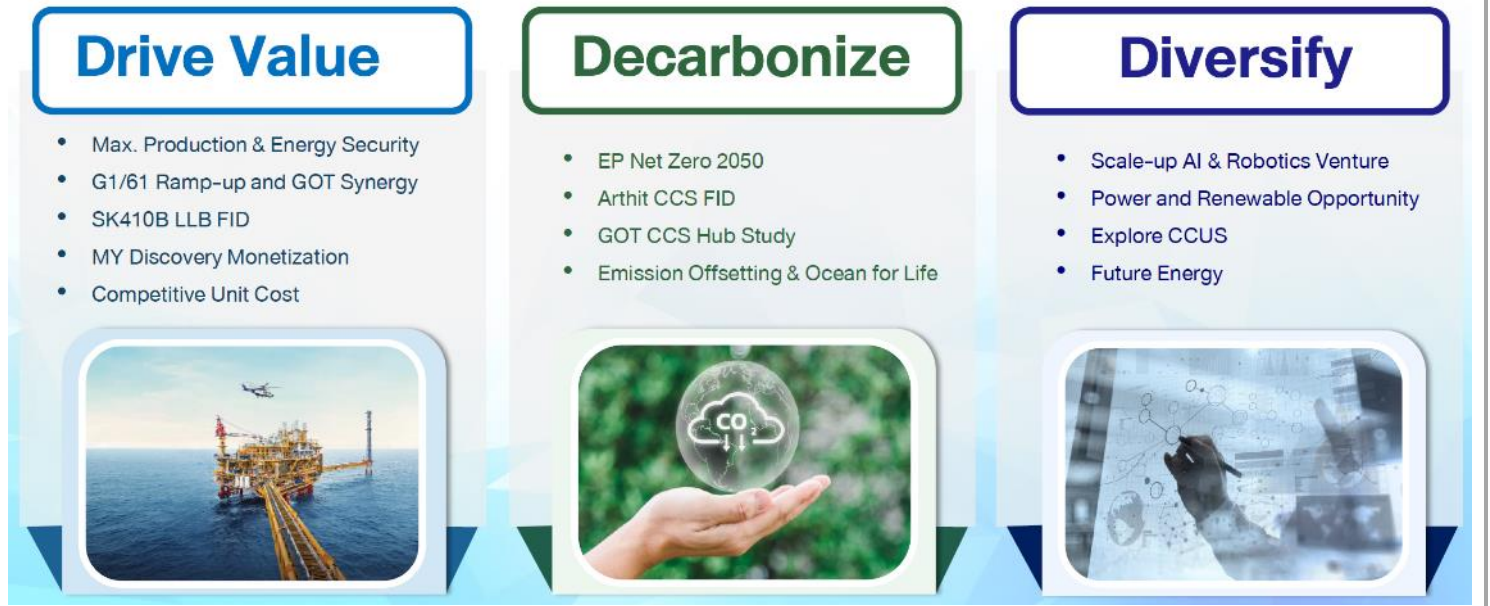 Drive Value
• Max. Production & Energy Security
• G1/61 Ramp-up and GOT Synergy
• SK410B LLB FID
• MY Discovery Monetization
• Competitive Unit Cost
Decarbonize
• EP Net Zero 2050
• Arthit CCS FID
• GOT CCS Hub Study
• Emission Offsetting & Ocean for Life
CO2
Diversify
• Scale-up AI & Robotics Venture
• Power and Renewable Opportunity
• Explore CCUS
• Future Energy